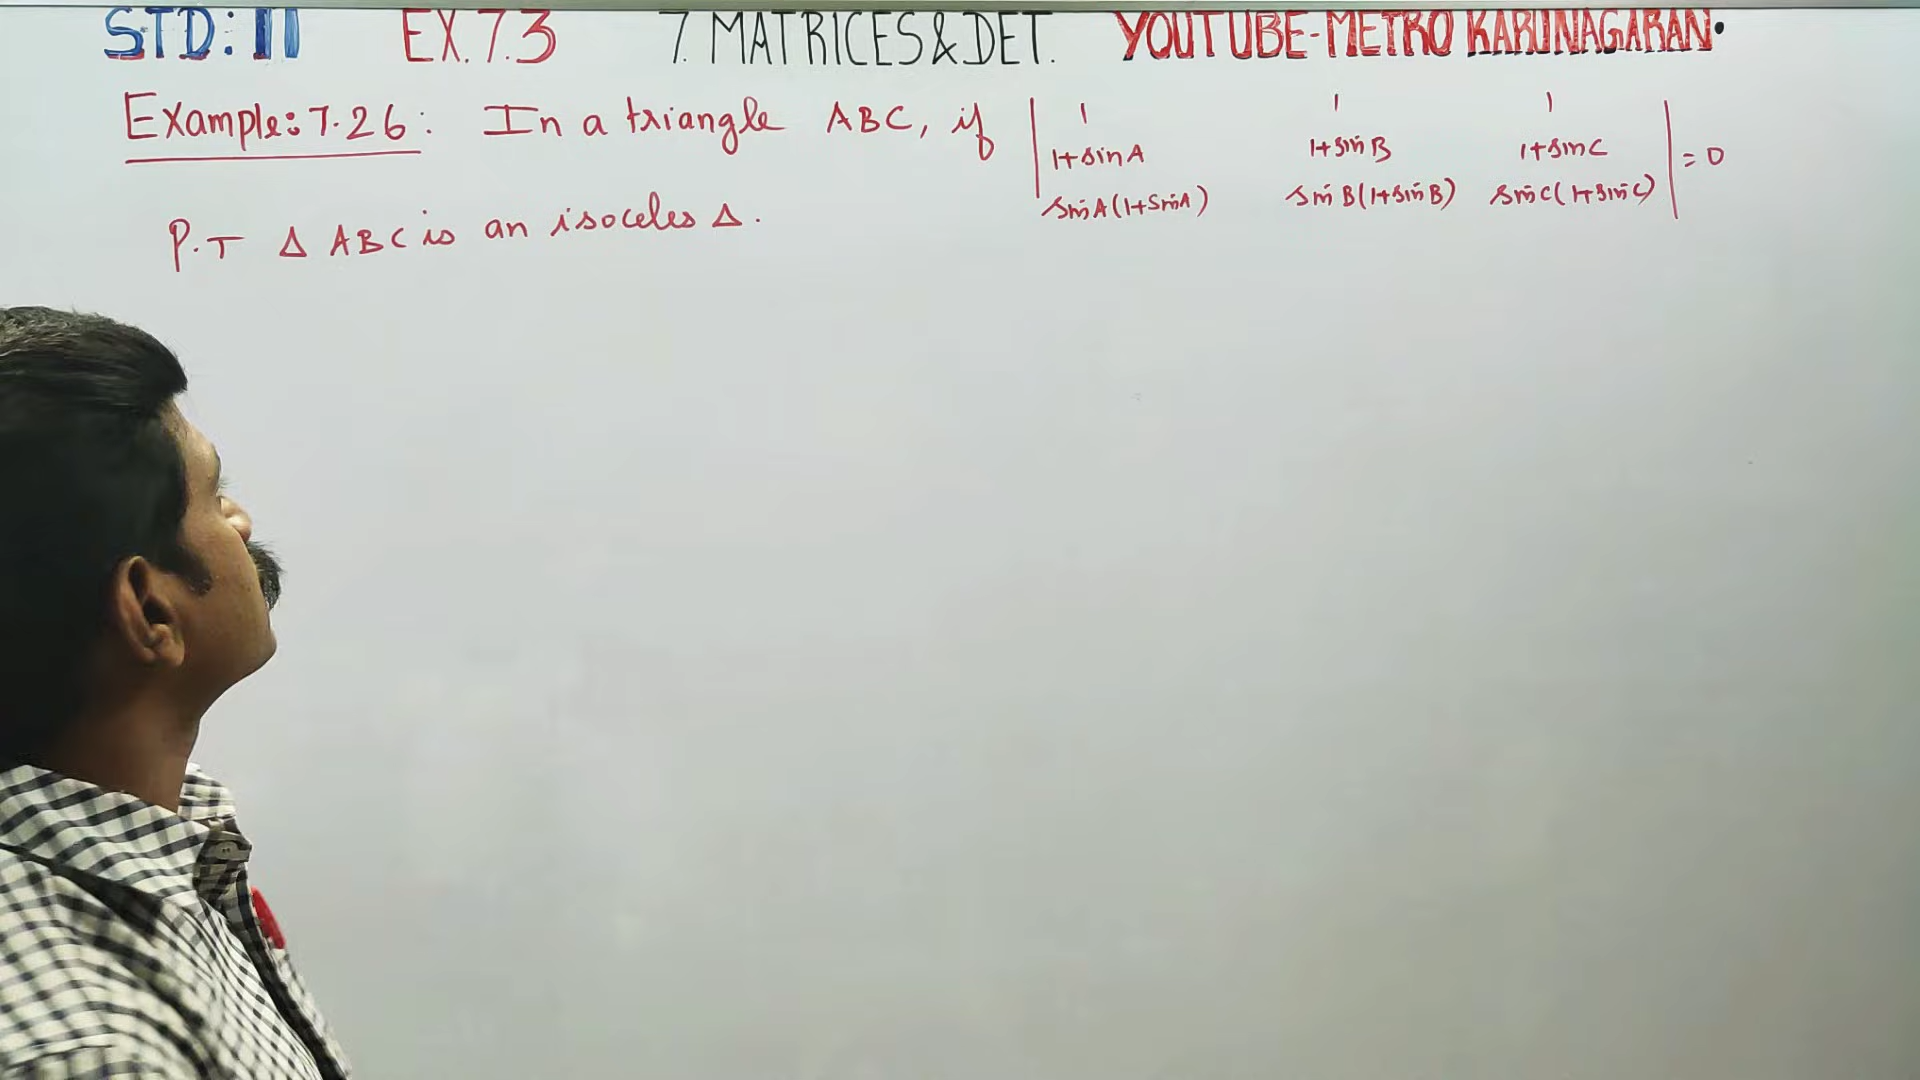 STD: 11 EX.7.3 7. MATRICES & DET. YOUTUBE-METRO KARUNAGARAN.
Example: 7.26: In a triangle ABC, if | 1 1 1 |
1+sinA 1+sinB 1+sinC = 0
sinA(1+sinA) sinB(1+sinB) sinC(1+sinC)
P.T Δ ABC is an isoceles Δ.